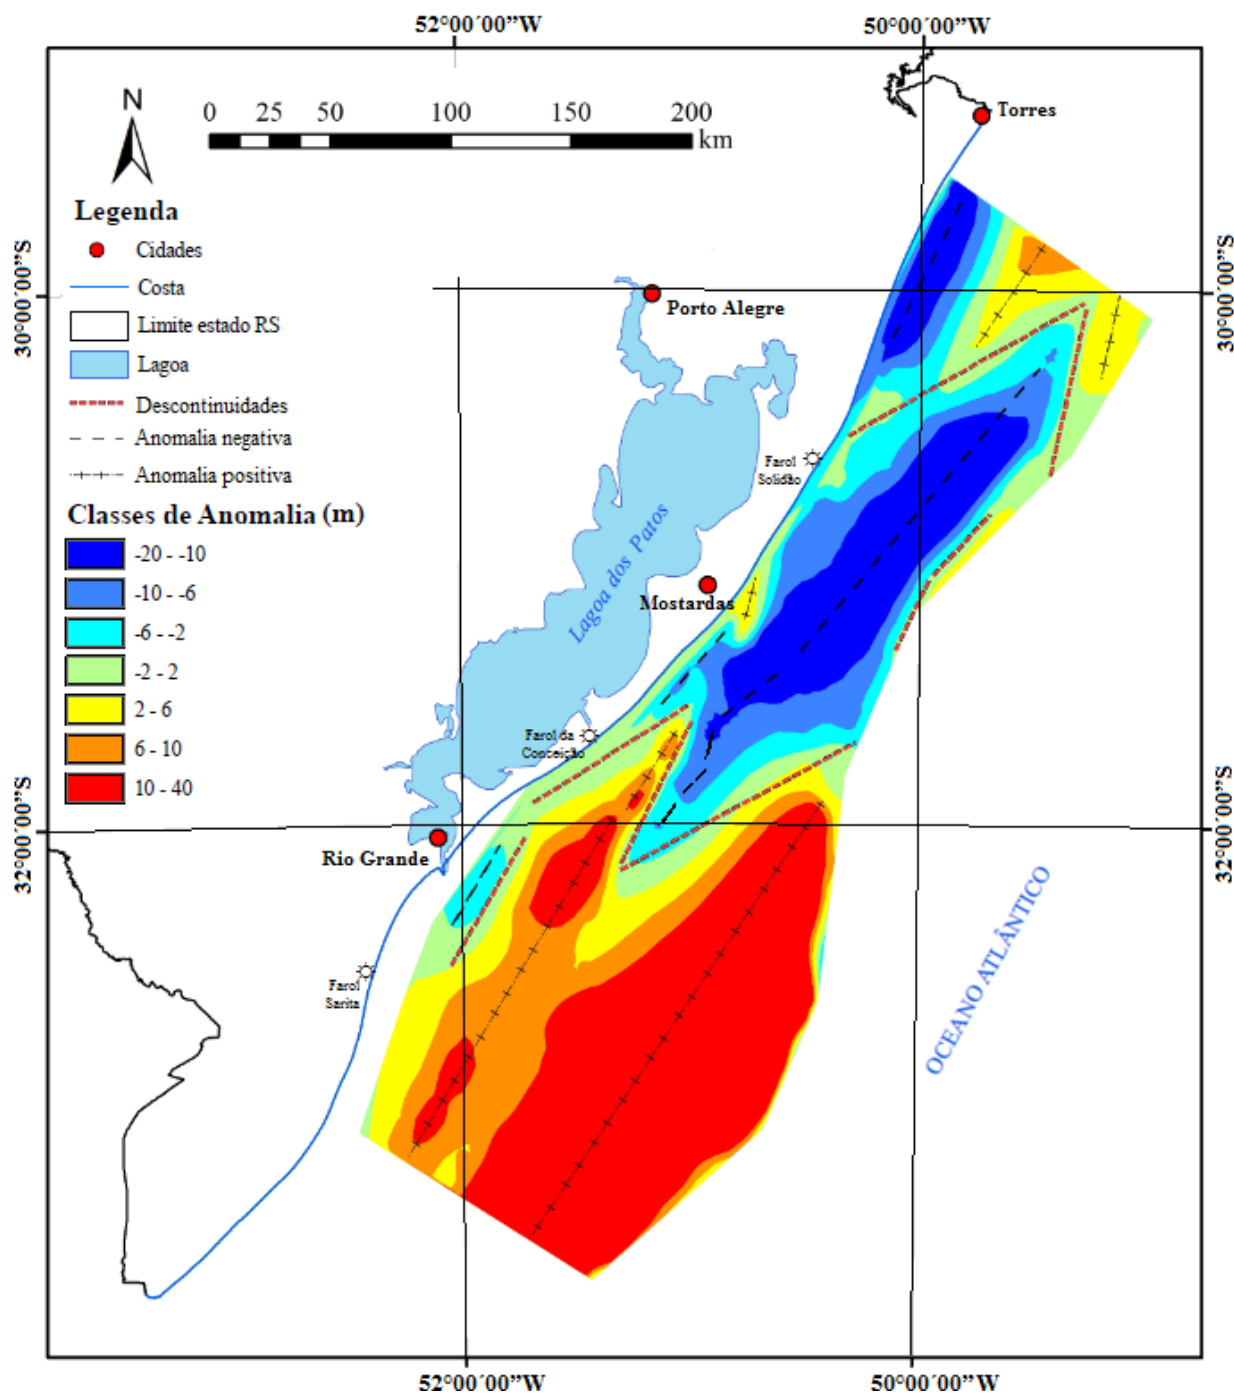 52°00´00”W
50°00´00”W
N
0 25 50 100 150 200
km
Torres
Legenda
Cidades
Costa
Limite estado RS
Lagoa
Descontinuidades
Anomalia negativa
Anomalia positiva
Classes de Anomalia (m)
-20 - -10
-10 - -6
-6 - -2
-2 - 2
2 - 6
6 - 10
10 - 40
30°00´00”S
30°00´00”S
Porto Alegre
Farol
Solidão
Lagoa dos Patos
Mostardas
Farol da
Conceição
32°00´00”S
32°00´00”S
Rio Grande
Farol
Sarita
OCEANO ATLÂNTICO
52°00´00”W
50°00´00”W